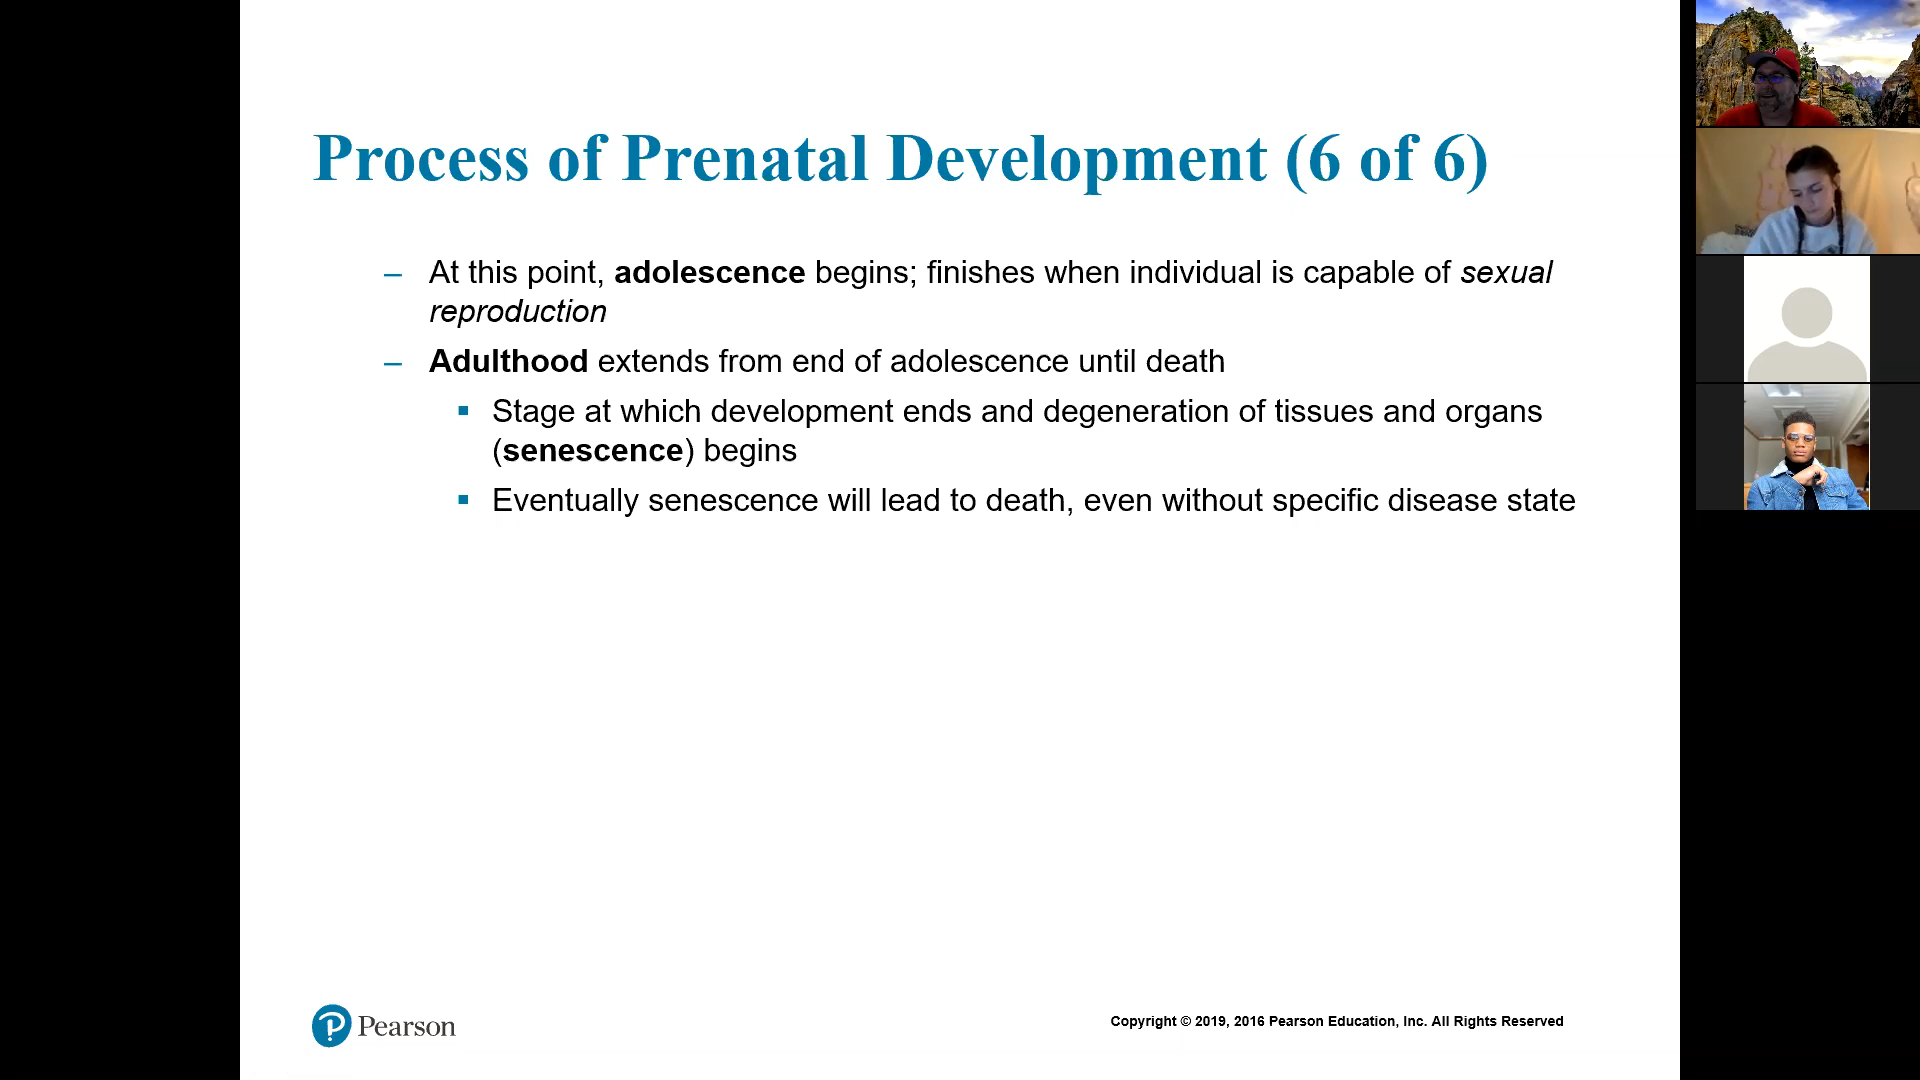 Process of Prenatal Development (6 of 6)
– At this point, adolescence begins; finishes when individual is capable of sexual
reproduction
– Adulthood extends from end of adolescence until death
▪ Stage at which development ends and degeneration of tissues and organs
(senescence) begins
▪ Eventually senescence will lead to death, even without specific disease state
Pearson
Copyright © 2019, 2016 Pearson Education, Inc. All Rights Reserved